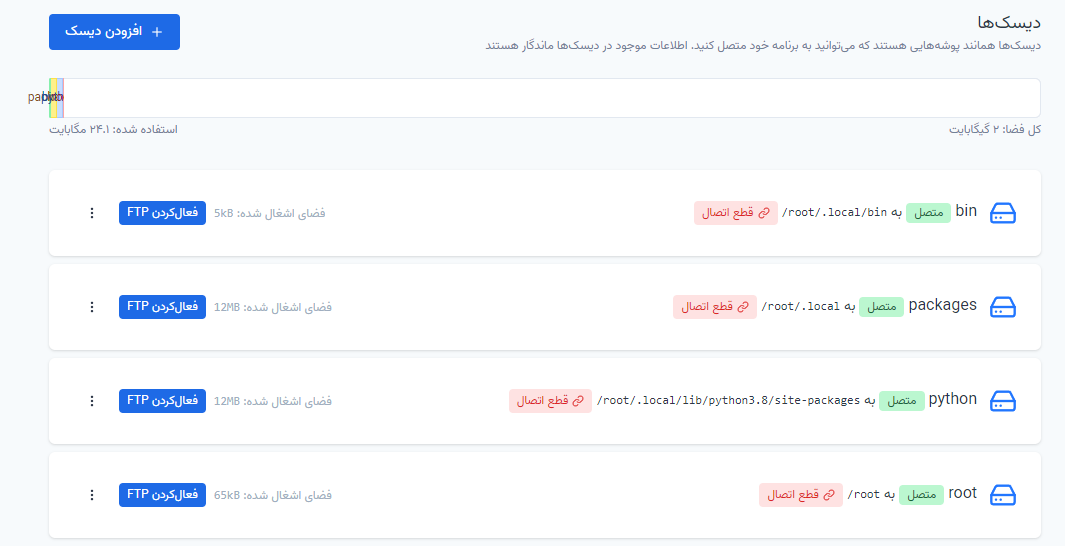 دیسک‌ها
افزودن دیسک +
دیسک‌ها همانند پوشه‌هایی هستند که می‌توانید به برنامه خود متصل کنید. اطلاعات موجود در دیسک‌ها ماندگار هستند
کل فضا: ۲ گیگابایت
استفاده شده: ۲۴.۱ مگابایت
bin متصل به /root/.local/bin قطع اتصال
فضای اشغال شده: 5kB فعال‌کردن FTP
packages متصل به /root/.local قطع اتصال
فضای اشغال شده: 12MB فعال‌کردن FTP
python متصل به /root/.local/lib/python3.8/site-packages قطع اتصال
فضای اشغال شده: 12MB فعال‌کردن FTP
root متصل به /root قطع اتصال
فضای اشغال شده: 65kB فعال‌کردن FTP